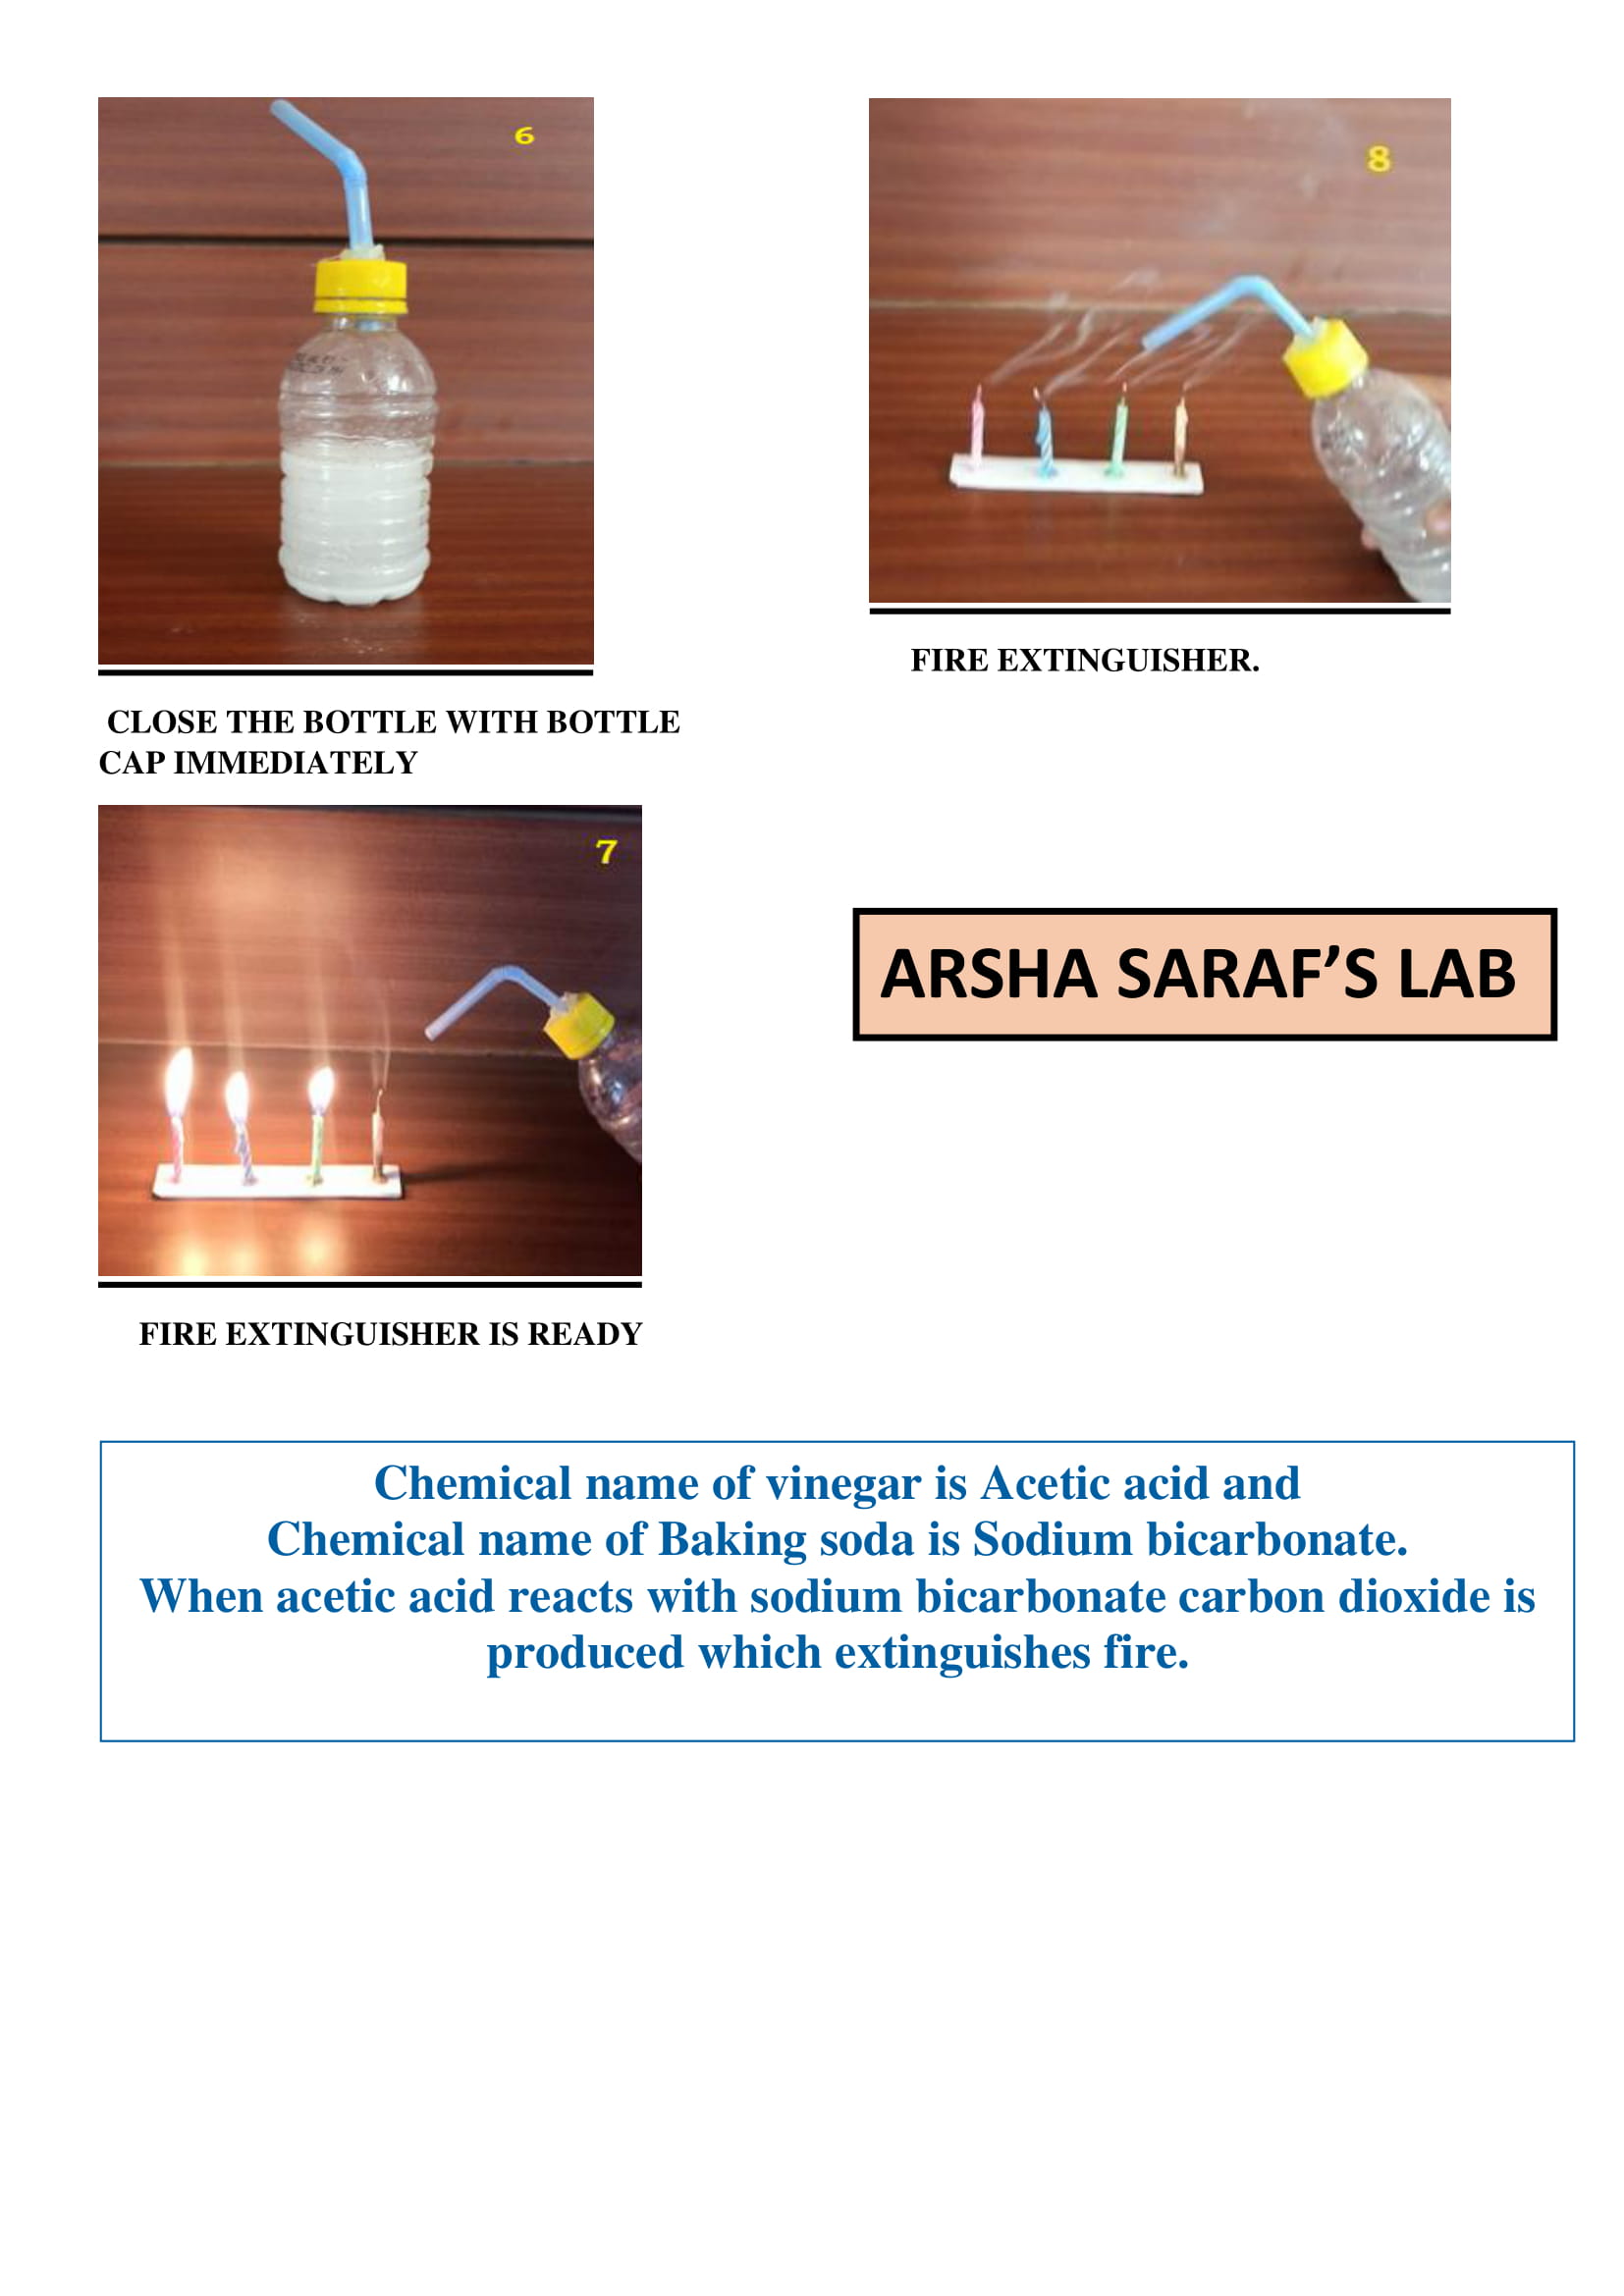 6
CLOSE THE BOTTLE WITH BOTTLE
CAP IMMEDIATELY
7
FIRE EXTINGUISHER IS READY
8
FIRE EXTINGUISHER.
ARSHA SARAF’S LAB
Chemical name of vinegar is Acetic acid and
Chemical name of Baking soda is Sodium bicarbonate.
When acetic acid reacts with sodium bicarbonate carbon dioxide is
produced which extinguishes fire.